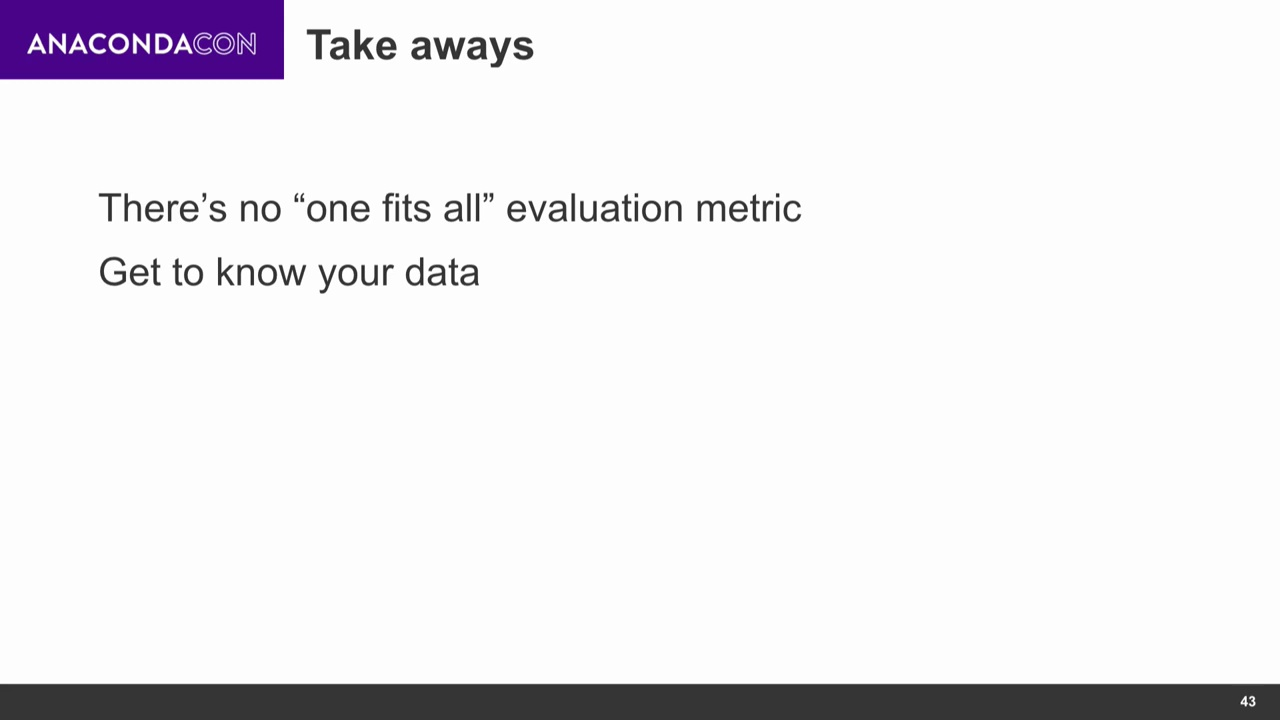 ANACONDACON
Take aways
There’s no “one fits all” evaluation metric
Get to know your data
43